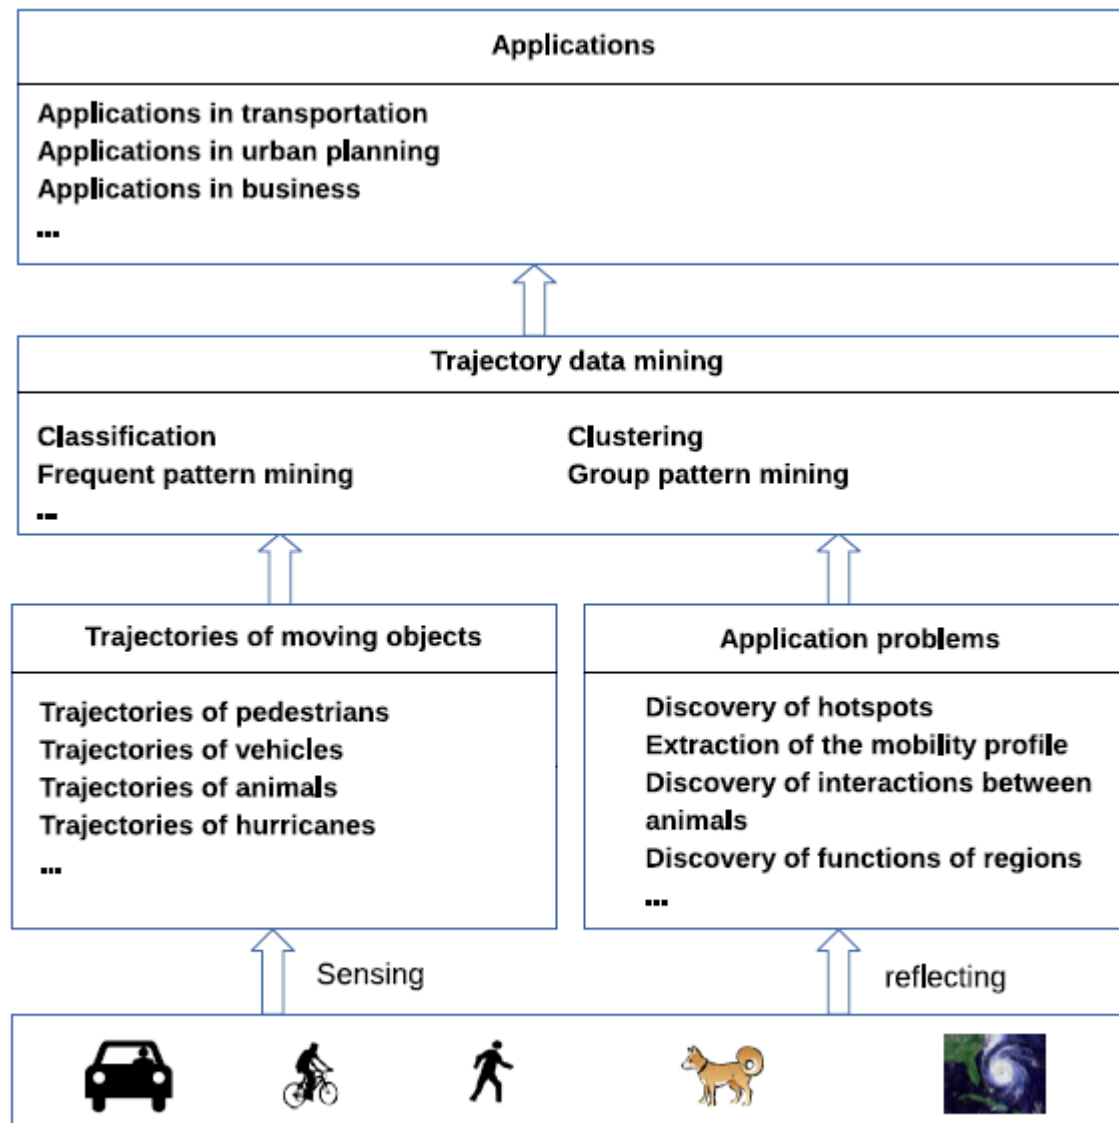 Applications
Applications in transportation
Applications in urban planning
Applications in business
...
Trajectory data mining
Classification
Clustering
Frequent pattern mining
Group pattern mining
...
Trajectories of moving objects
Trajectories of pedestrians
Trajectories of vehicles
Trajectories of animals
Trajectories of hurricanes
...
Application problems
Discovery of hotspots
Extraction of the mobility profile
Discovery of interactions between
animals
Discovery of functions of regions
...
Sensing
reflecting